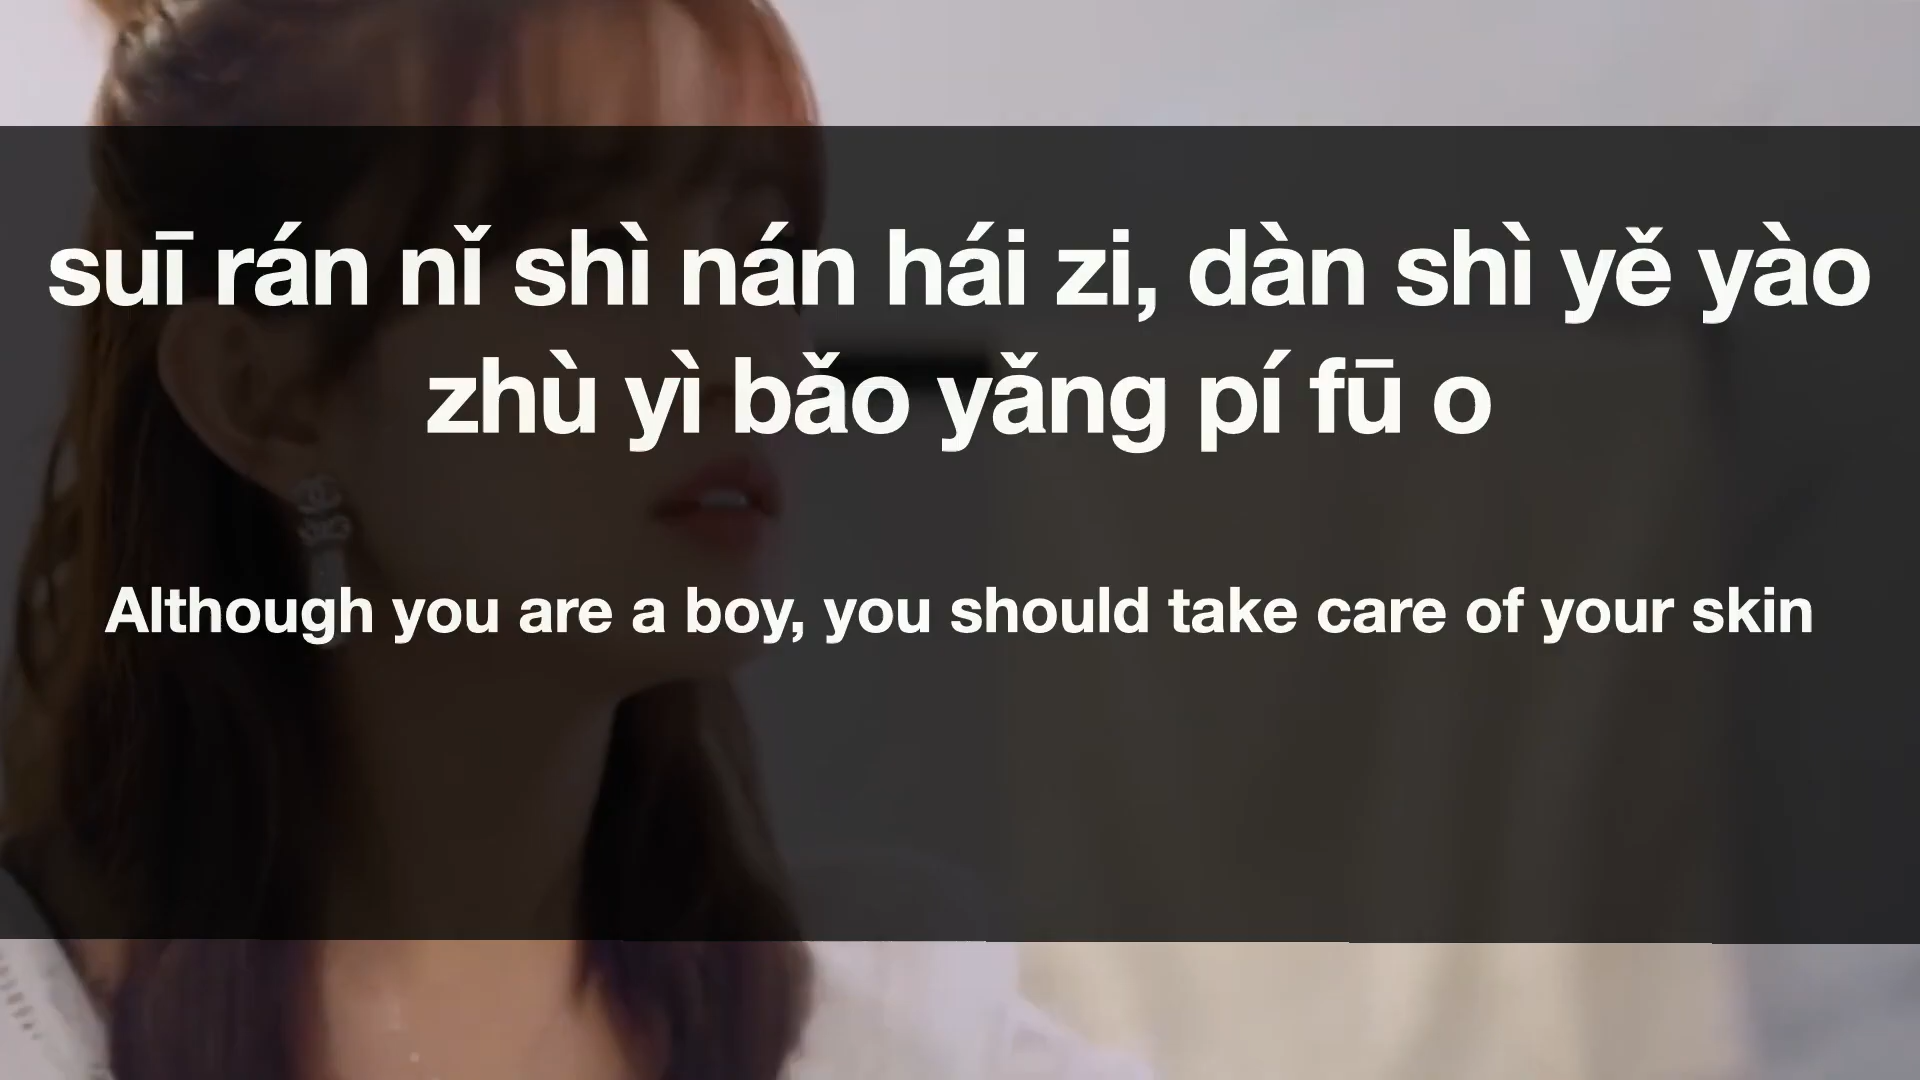 suī rán nǐ shì nán hái zi, dàn shì yě yào
zhù yì bǎo yǎng pí fū o
Although you are a boy, you should take care of your skin